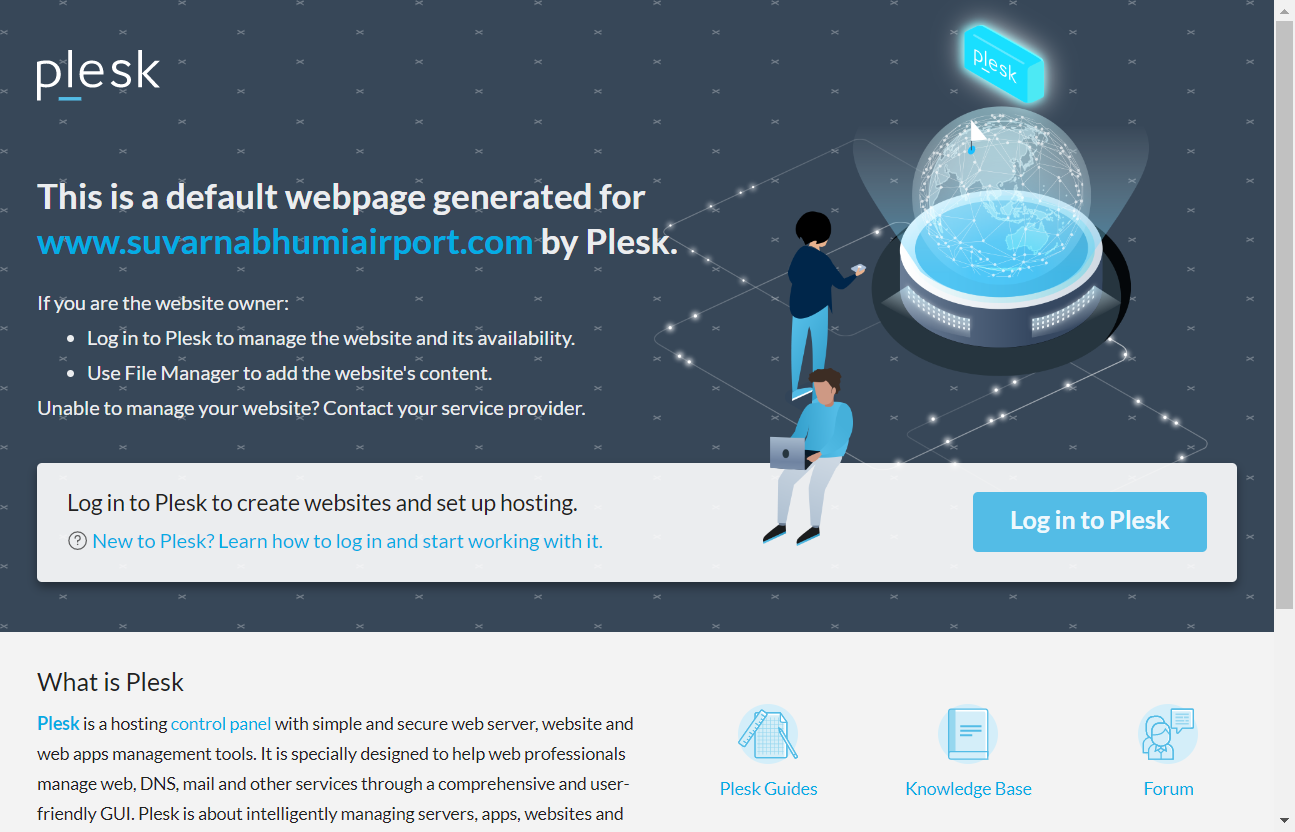 plesk
plesk
This is a default webpage generated for
www.suvarnabhumiairport.com by Plesk.
If you are the website owner:
• Log in to Plesk to manage the website and its availability.
• Use File Manager to add the website's content.
Unable to manage your website? Contact your service provider.
Log in to Plesk to create websites and set up hosting.
? New to Plesk? Learn how to log in and start working with it.
Log in to Plesk
What is Plesk
Plesk is a hosting control panel with simple and secure web server, website and
web apps management tools. It is specially designed to help web professionals
manage web, DNS, mail and other services through a comprehensive and user-
friendly GUI. Plesk is about intelligently managing servers, apps, websites and
Plesk Guides
Knowledge Base
Forum